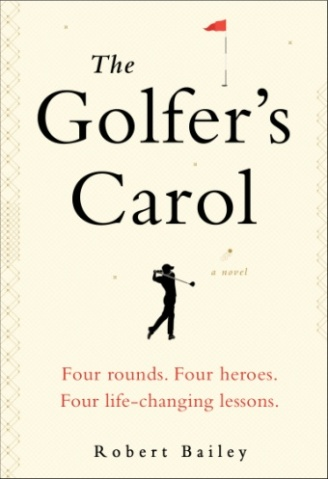 The
Golfer's
Carol
a novel
Four rounds. Four heroes.
Four life-changing lessons.
Robert Bailey